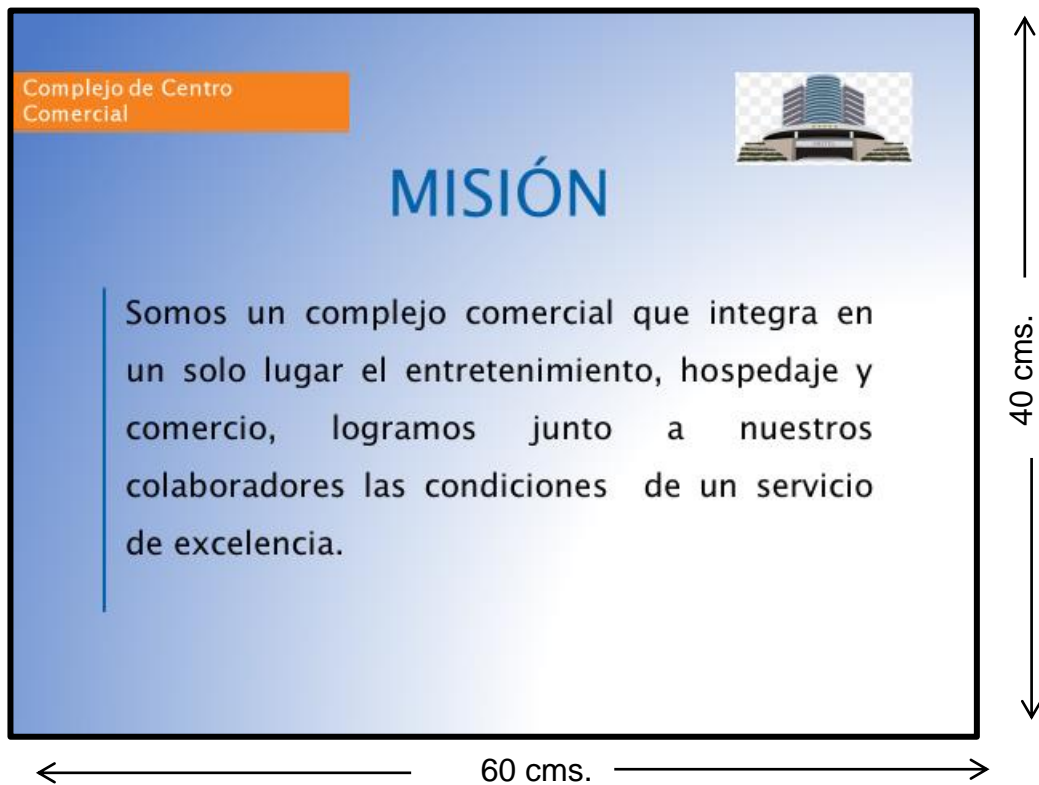 Complejo de Centro
Comercial
MISIÓN
Somos un complejo comercial que integra en
un solo lugar el entretenimiento, hospedaje y
comercio, logramos junto a nuestros
colaboradores las condiciones de un servicio
de excelencia.
40 cms.
60 cms.